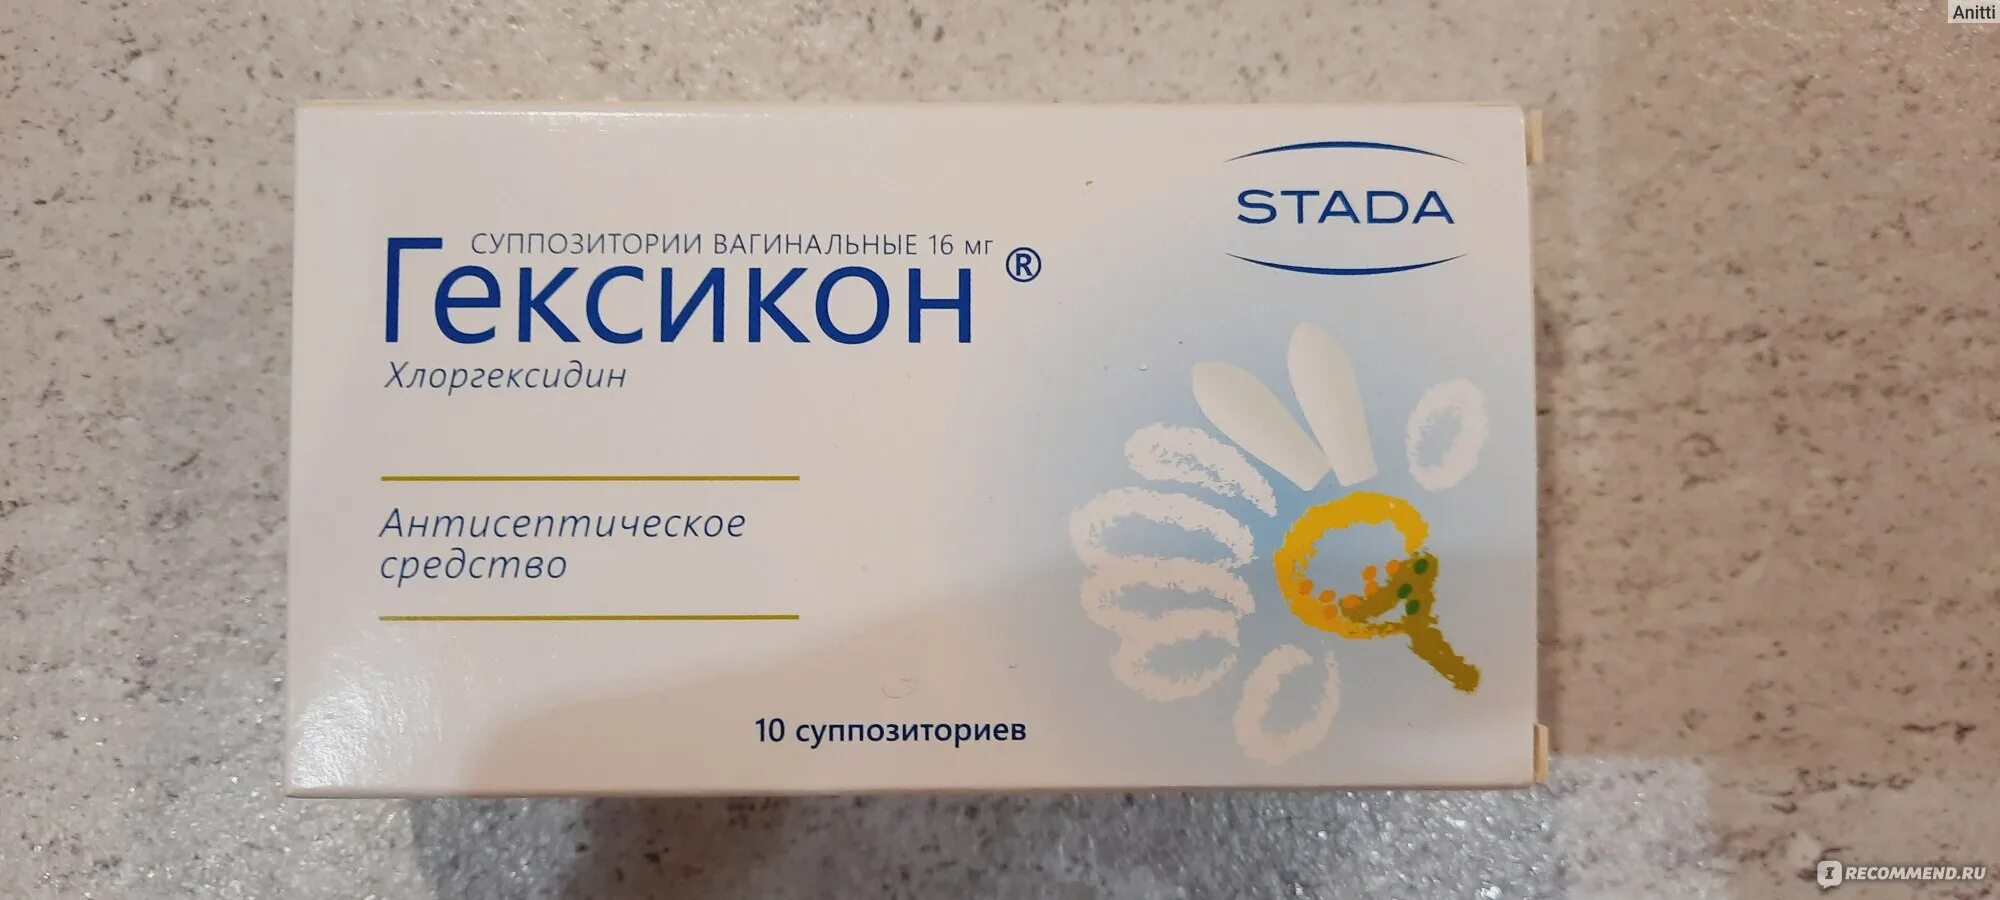 Anitti
STADA
СУППОЗИТОРИИ ВАГИНАЛЬНЫЕ 16 мг
Гексикон ®
Хлоргексидин
Антисептическое
средство
10 суппозиториев
I RECOMMEND.RU